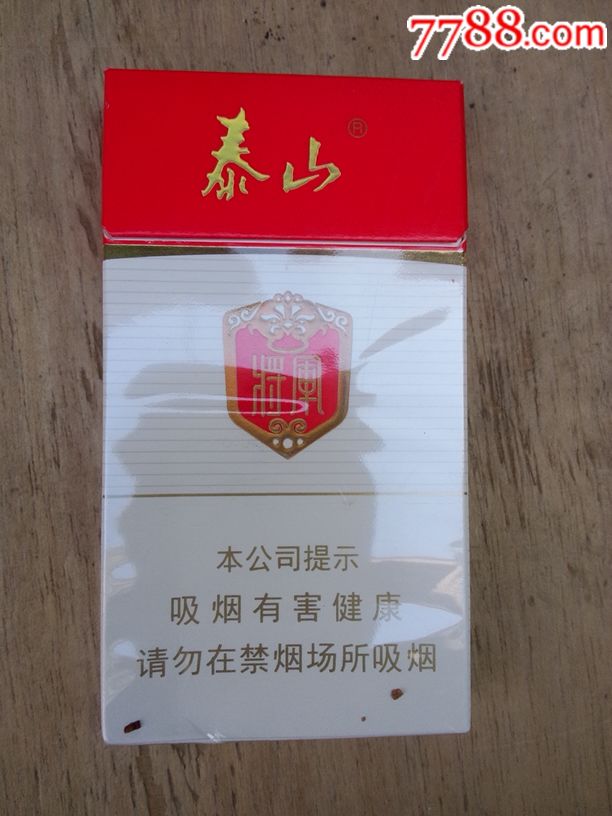 7788.com
泰山®
将军
本公司提示
吸烟有害健康
请勿在禁烟场所吸烟